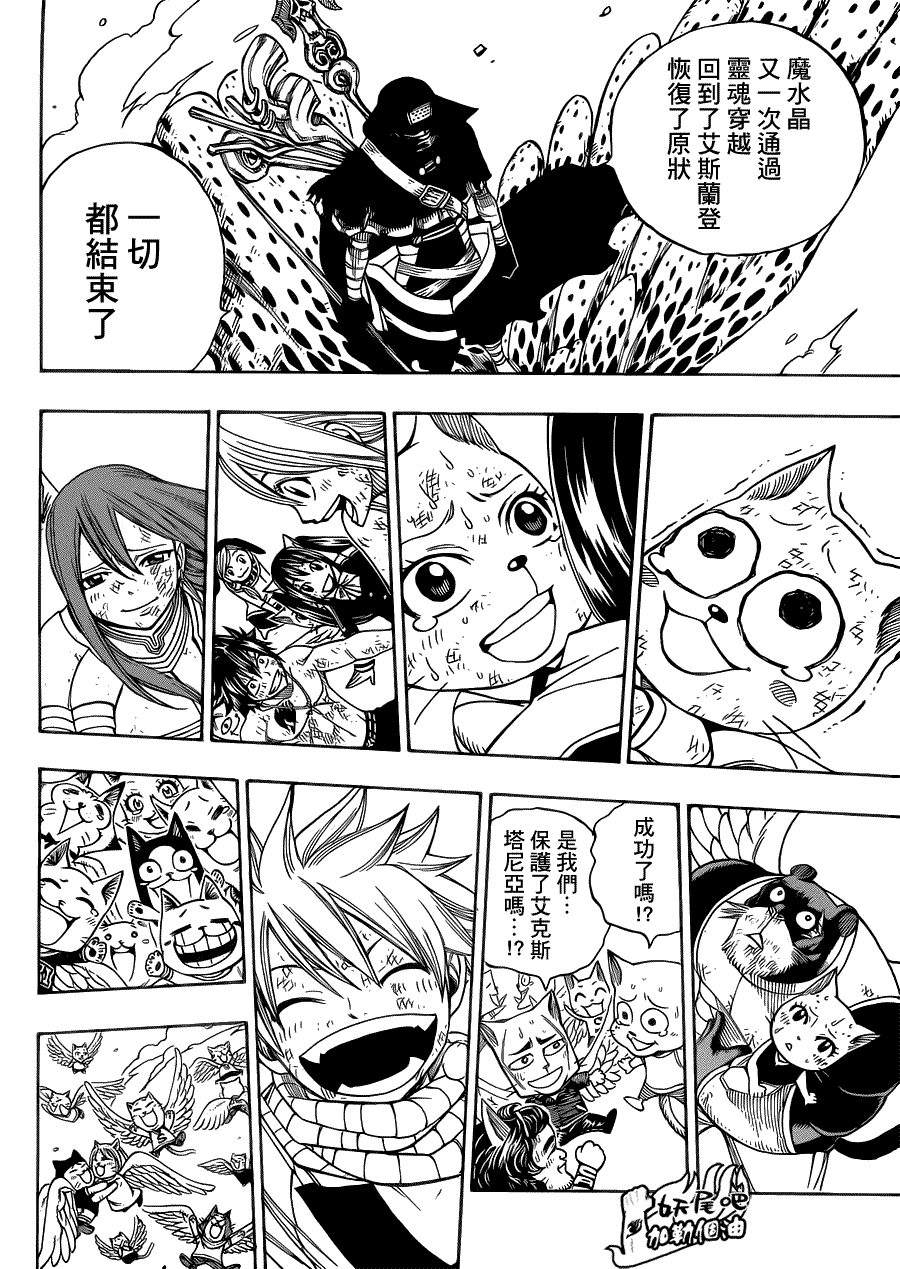 魔水晶
又一次通過
靈魂穿越
回到了艾斯蘭登
恢復了原狀
一切
都結束了
成功了嗎!?
是我們…
保護了艾克斯
塔尼亞嗎…!?
妖尾吧
加勒個油